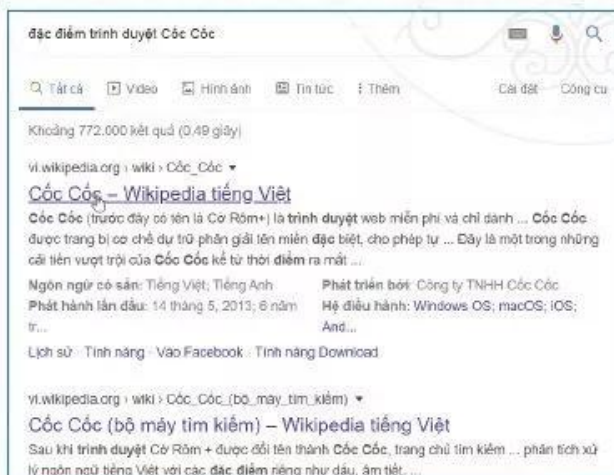 đặc điểm trình duyệt Cốc Cốc
Tất cả Video Hình ảnh Tin tức Thêm Cài đặt Công cụ
Khoảng 772.000 kết quả (0,49 giây)
vi.wikipedia.org › wiki › Cốc_Cốc
Cốc Cốc – Wikipedia tiếng Việt
Cốc Cốc (trước đây có tên là Cờ Rôm+) là trình duyệt web miễn phí và chỉ dành ... Cốc Cốc
được trang bị cơ chế dự trữ phân giải tên miền đặc biệt, cho phép tự ... Đây là một trong những
cải tiến vượt trội của Cốc Cốc kể từ thời điểm ra mắt ...
Ngôn ngữ có sẵn: Tiếng Việt; Tiếng Anh Phát triển bởi: Công ty TNHH Cốc Cốc
Phát hành lần đầu: 14 tháng 5, 2013; 6 năm Hệ điều hành: Windows OS; macOS; iOS;
tr... And...
Lịch sử · Tính năng · Vào Facebook · Tính năng Download
vi.wikipedia.org › wiki › Cốc_Cốc_(bộ_máy_tìm_kiếm)
Cốc Cốc (bộ máy tìm kiếm) – Wikipedia tiếng Việt
Sau khi trình duyệt Cờ Rôm + được đổi tên thành Cốc Cốc, trang chủ tìm kiếm ... phân tích xử
lý ngôn ngữ tiếng Việt với các đặc điểm riêng như dấu, âm tiết, ...